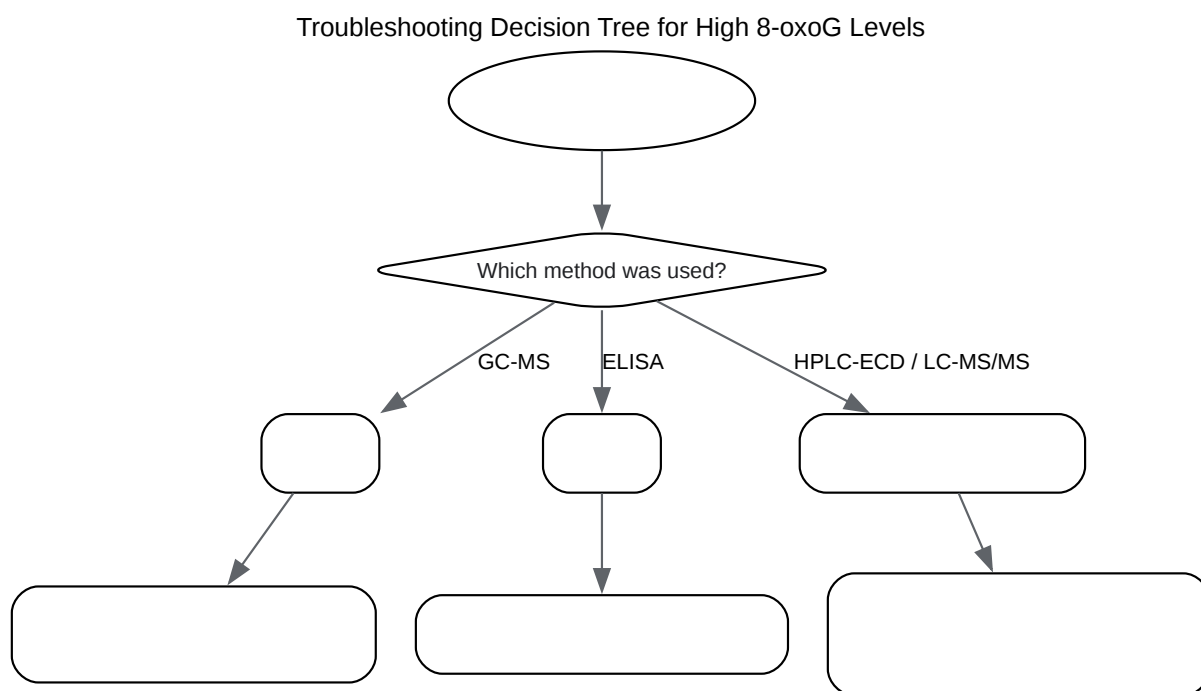 Troubleshooting Decision Tree for High 8-oxoG Levels
Which method was used?
GC-MS
ELISA
HPLC-ECD / LC-MS/MS